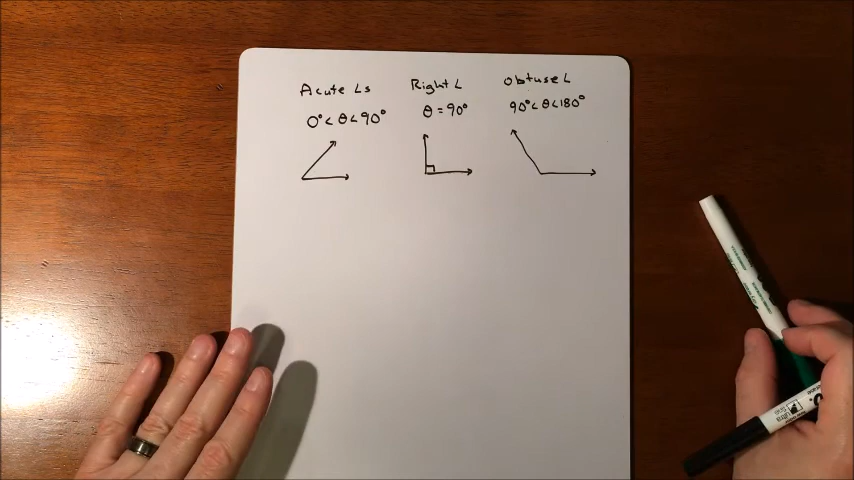 Acute ∠s
0° < θ < 90°
Right ∠
θ = 90°
Obtuse ∠
90° < θ < 180°